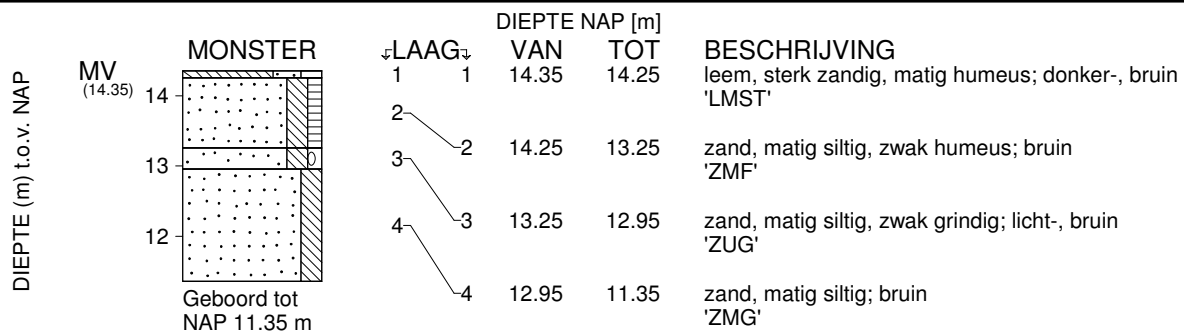 DIEPTE NAP [m]
MONSTER LAAG VAN TOT BESCHRIJVING
MV
(14.35)
DIEPTE (m) t.o.v. NAP
14
13
12
1 1 14.35 14.25 leem, sterk zandig, matig humeus; donker-, bruin
'LMST'
2 2 14.25 13.25 zand, matig siltig, zwak humeus; bruin
'ZMF'
3 3 13.25 12.95 zand, matig siltig, zwak grindig; licht-, bruin
'ZUG'
4 4 12.95 11.35 zand, matig siltig; bruin
'ZMG'
Geboord tot
NAP 11.35 m